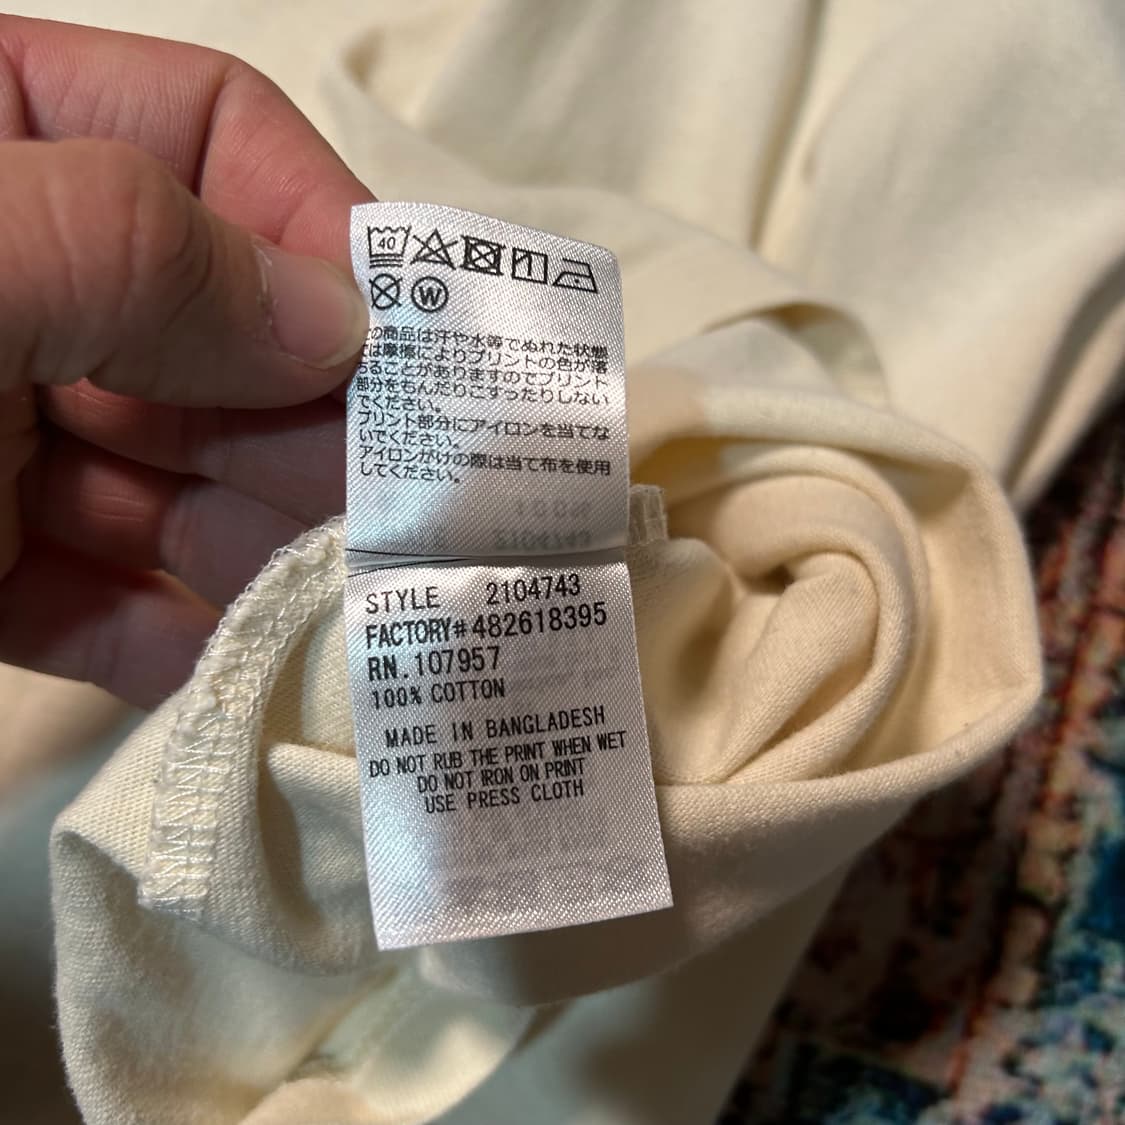 40
W
の商品は汗や水等でぬれた状態
では摩擦によりプリントの色が落
ちることがありますのでプリント
部分をもんだりこすったりしない
でください。
プリント部分にアイロンを当てな
いでください。
アイロンがけの際は当て布を使用
してください。
STYLE 2104743
FACTORY# 482618395
RN. 107957
100% COTTON
MADE IN BANGLADESH
DO NOT RUB THE PRINT WHEN WET
DO NOT IRON ON PRINT
USE PRESS CLOTH